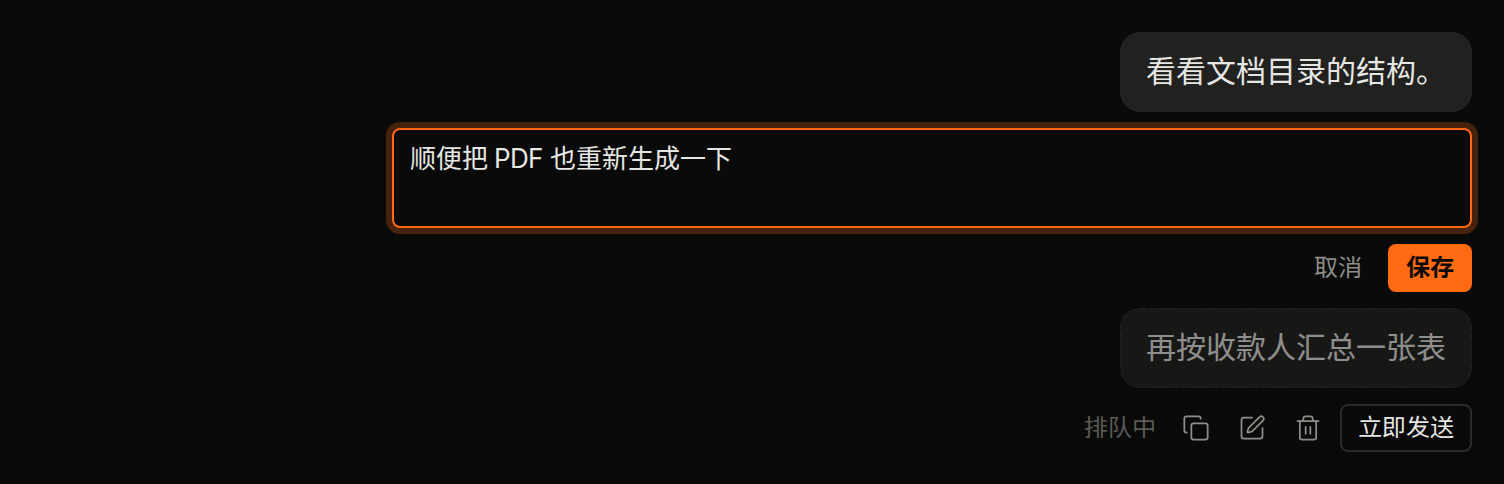 看看文档目录的结构。
顺便把 PDF 也重新生成一下
取消 保存
再按收款人汇总一张表
排队中 立即发送